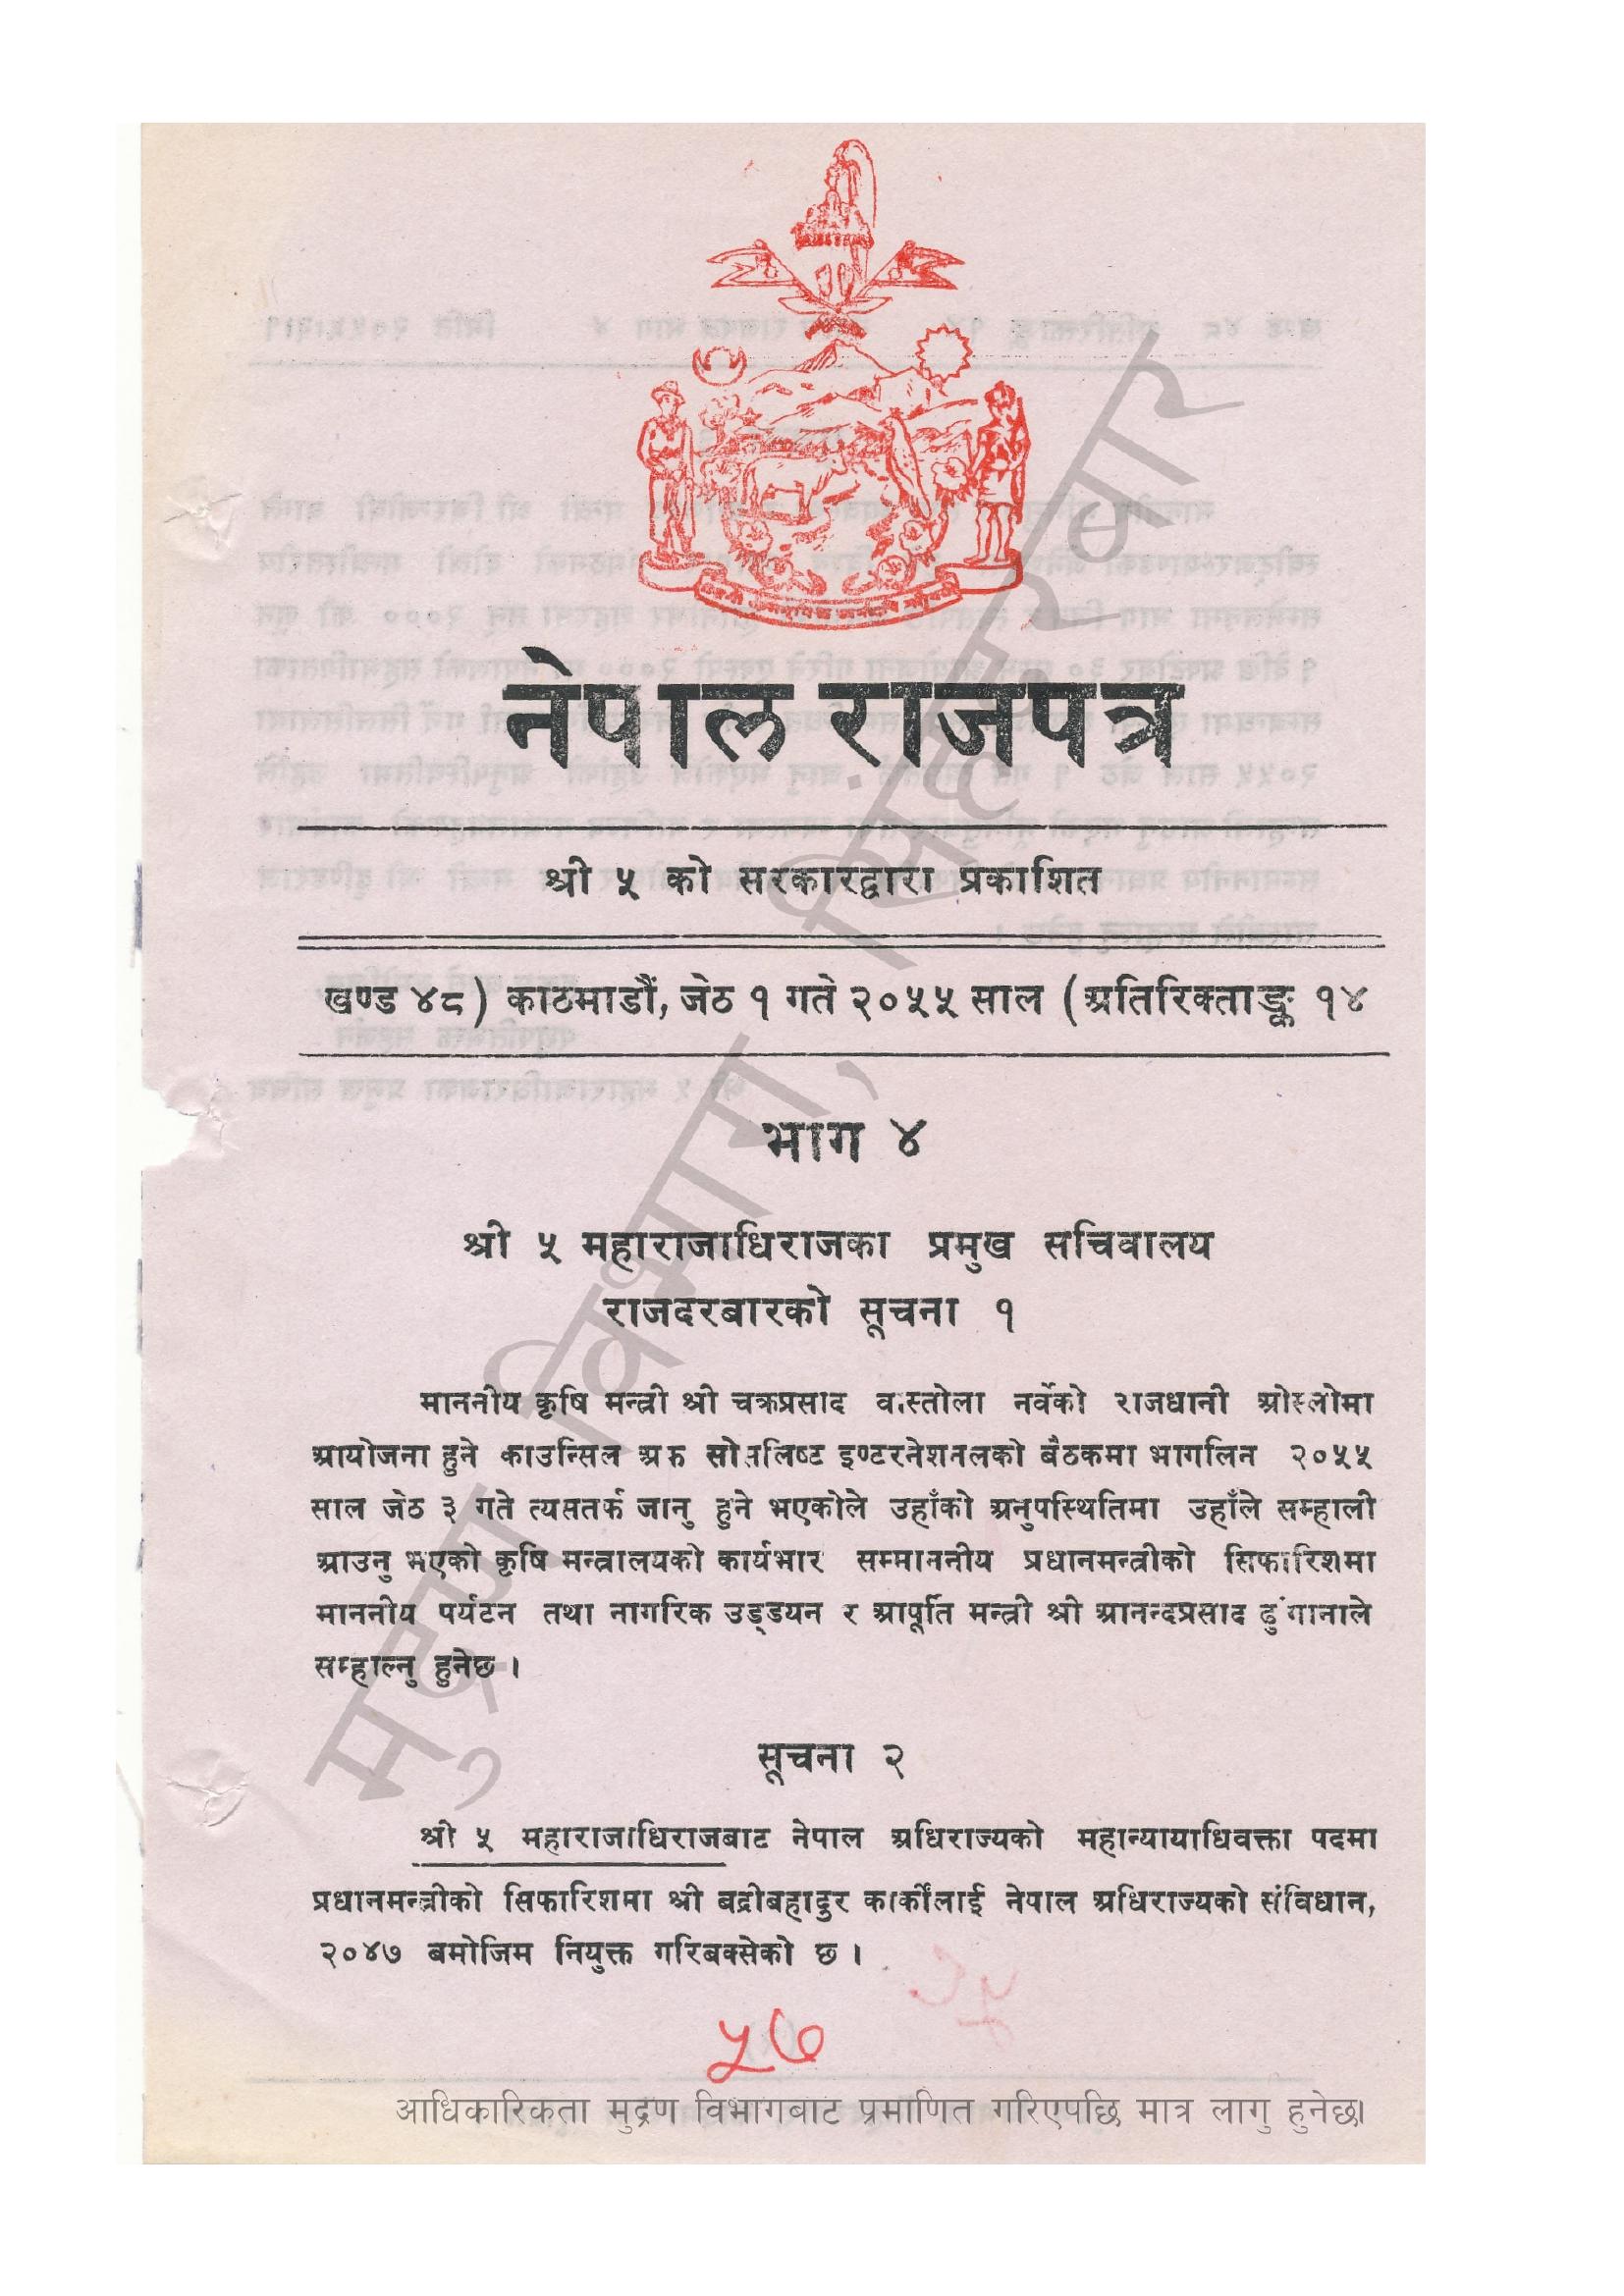 नेपाल राजपत्र
श्री ५ को सरकारद्वारा प्रकाशित
खण्ड ४८) काठमाडौं, जेठ १ गते २०५५ साल (अतिरिक्ताङ्क १४
भाग ४
श्री ५ महाराजाधिराजका प्रमुख सचिवालय
राजदरबारको सूचना १
माननीय कृषि मन्त्री श्री चक्रप्रसाद वास्तोला नर्वेको राजधानी ओस्लोमा
आयोजना हुने काउन्सिल अफ सोसलिष्ट इण्टरनेशनलको बैठकमा भागलिन २०५५
साल जेठ ३ गते त्यसतर्फ जानु हुने भएकोले उहाँको अनुपस्थितिमा उहाँले सम्हाली
आउनु भएको कृषि मन्त्रालयको कार्यभार सम्माननीय प्रधानमन्त्रीको सिफारिशमा
माननीय पर्यटन तथा नागरिक उड्डयन र आपूर्ति मन्त्री श्री आनन्दप्रसाद ढुंगानाले
सम्हाल्नु हुनेछ ।
सूचना २
श्री ५ महाराजाधिराजबाट नेपाल अधिराज्यको महान्यायाधिवक्ता पदमा
प्रधानमन्त्रीको सिफारिशमा श्री बद्रीबहादुर कार्कीलाई नेपाल अधिराज्यको संविधान,
२०४७ बमोजिम नियुक्त गरिबक्सेको छ ।
५७
आधिकारिकता मुद्रण विभागबाट प्रमाणित गरिएपछि मात्र लागु हुनेछ।
मुद्रण विभाग, सिंहदरबार